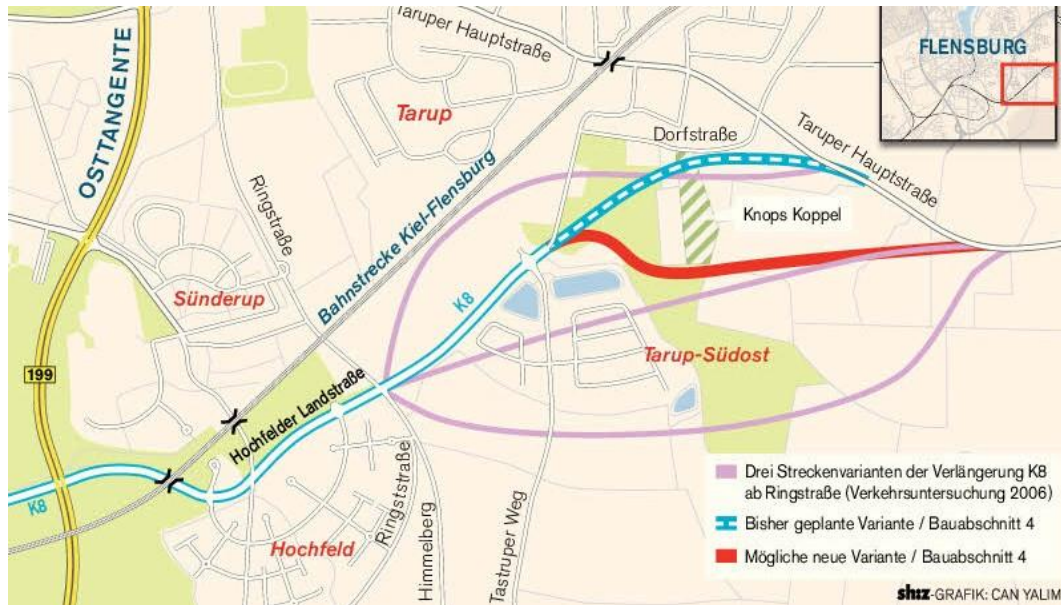 Taruper Hauptstraße
FLENSBURG
OSTTANGENTE
Tarup
Dorfstraße
Taruper Hauptstraße
Ringstraße
Bahnstrecke Kiel-Flensburg
Knops Koppel
Sünderup
K8
Tarup-Südost
199
Hochfelder Landstraße
K8
Hochfeld
Ringststraße
Himmelberg
Tastruper Weg
Drei Streckenvarianten der Verlängerung K8
ab Ringstraße (Verkehrsuntersuchung 2006)
Bisher geplante Variante / Bauabschnitt 4
Mögliche neue Variante / Bauabschnitt 4
sh:z-GRAFIK: CAN YALIM